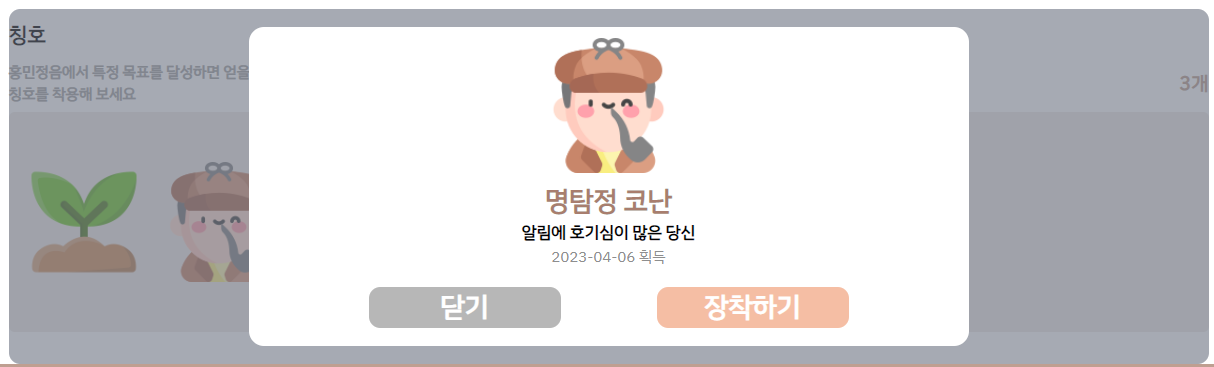 칭호
홍민정음에서 특정 목표를 달성하면 얻을
칭호를 착용해 보세요
3개
명탐정 코난
알림에 호기심이 많은 당신
2023-04-06 획득
닫기
장착하기